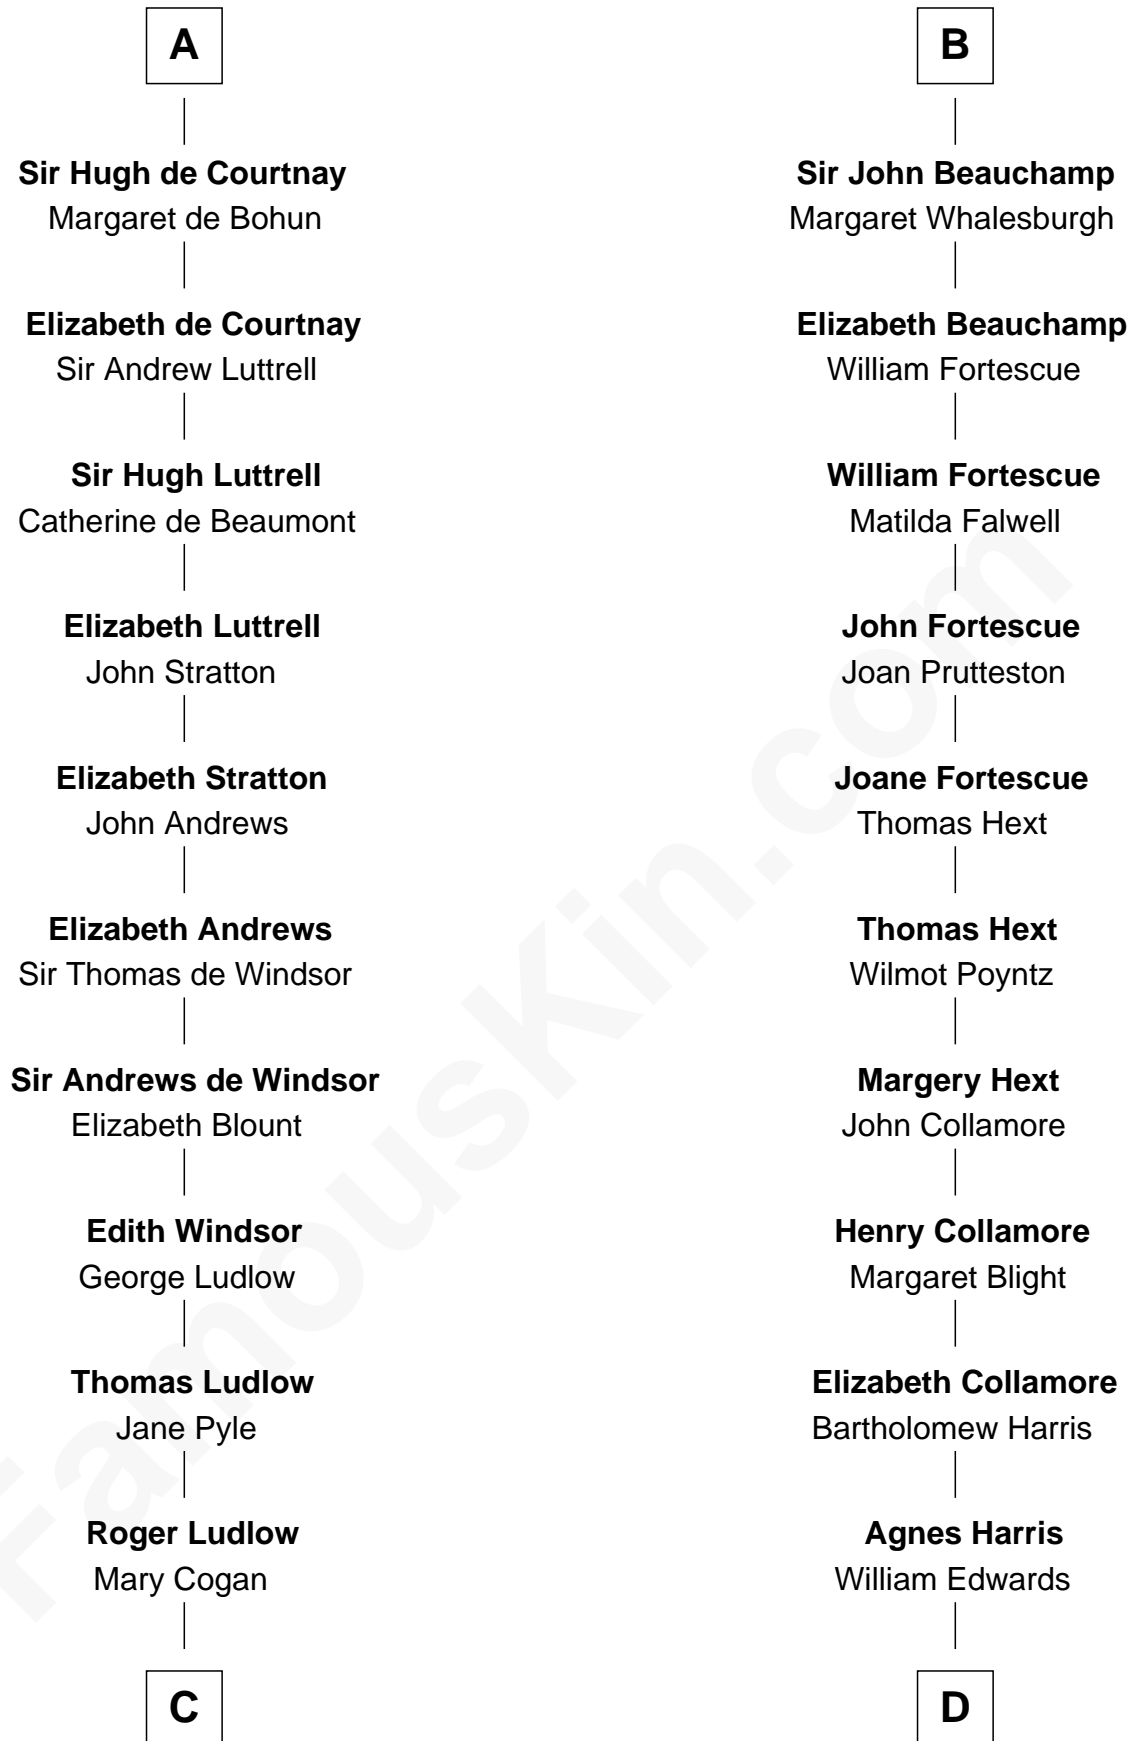 A
Sir Hugh de Courtnay
Margaret de Bohun
Elizabeth de Courtnay
Sir Andrew Luttrell
Sir Hugh Luttrell
Catherine de Beaumont
Elizabeth Luttrell
John Stratton
Elizabeth Stratton
John Andrews
Elizabeth Andrews
Sir Thomas de Windsor
Sir Andrews de Windsor
Elizabeth Blount
Edith Windsor
George Ludlow
Thomas Ludlow
Jane Pyle
Roger Ludlow
Mary Cogan
C
B
Sir John Beauchamp
Margaret Whalesburgh
Elizabeth Beauchamp
William Fortescue
William Fortescue
Matilda Falwell
John Fortescue
Joan Prutteston
Joane Fortescue
Thomas Hext
Thomas Hext
Wilmot Poyntz
Margery Hext
John Collamore
Henry Collamore
Margaret Blight
Elizabeth Collamore
Bartholomew Harris
Agnes Harris
William Edwards
D
FamousKin.com